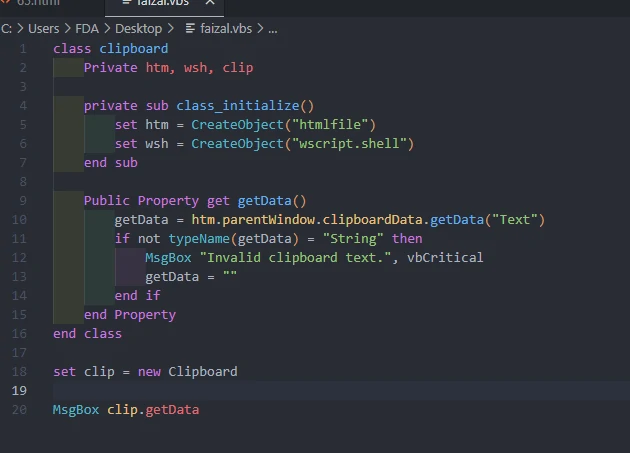 65.html faizal.vbs X
C: > Users > FDA > Desktop > faizal.vbs > ...
1 class clipboard
2 Private htm, wsh, clip
3
4 private sub class_initialize()
5 set htm = CreateObject("htmlfile")
6 set wsh = CreateObject("wscript.shell")
7 end sub
8
9 Public Property get getData()
10 getData = htm.parentWindow.clipboardData.getData("Text")
11 if not typeName(getData) = "String" then
12 MsgBox "Invalid clipboard text.", vbCritical
13 getData = ""
14 end if
15 end Property
16 end class
17
18 set clip = new Clipboard
19
20 MsgBox clip.getData